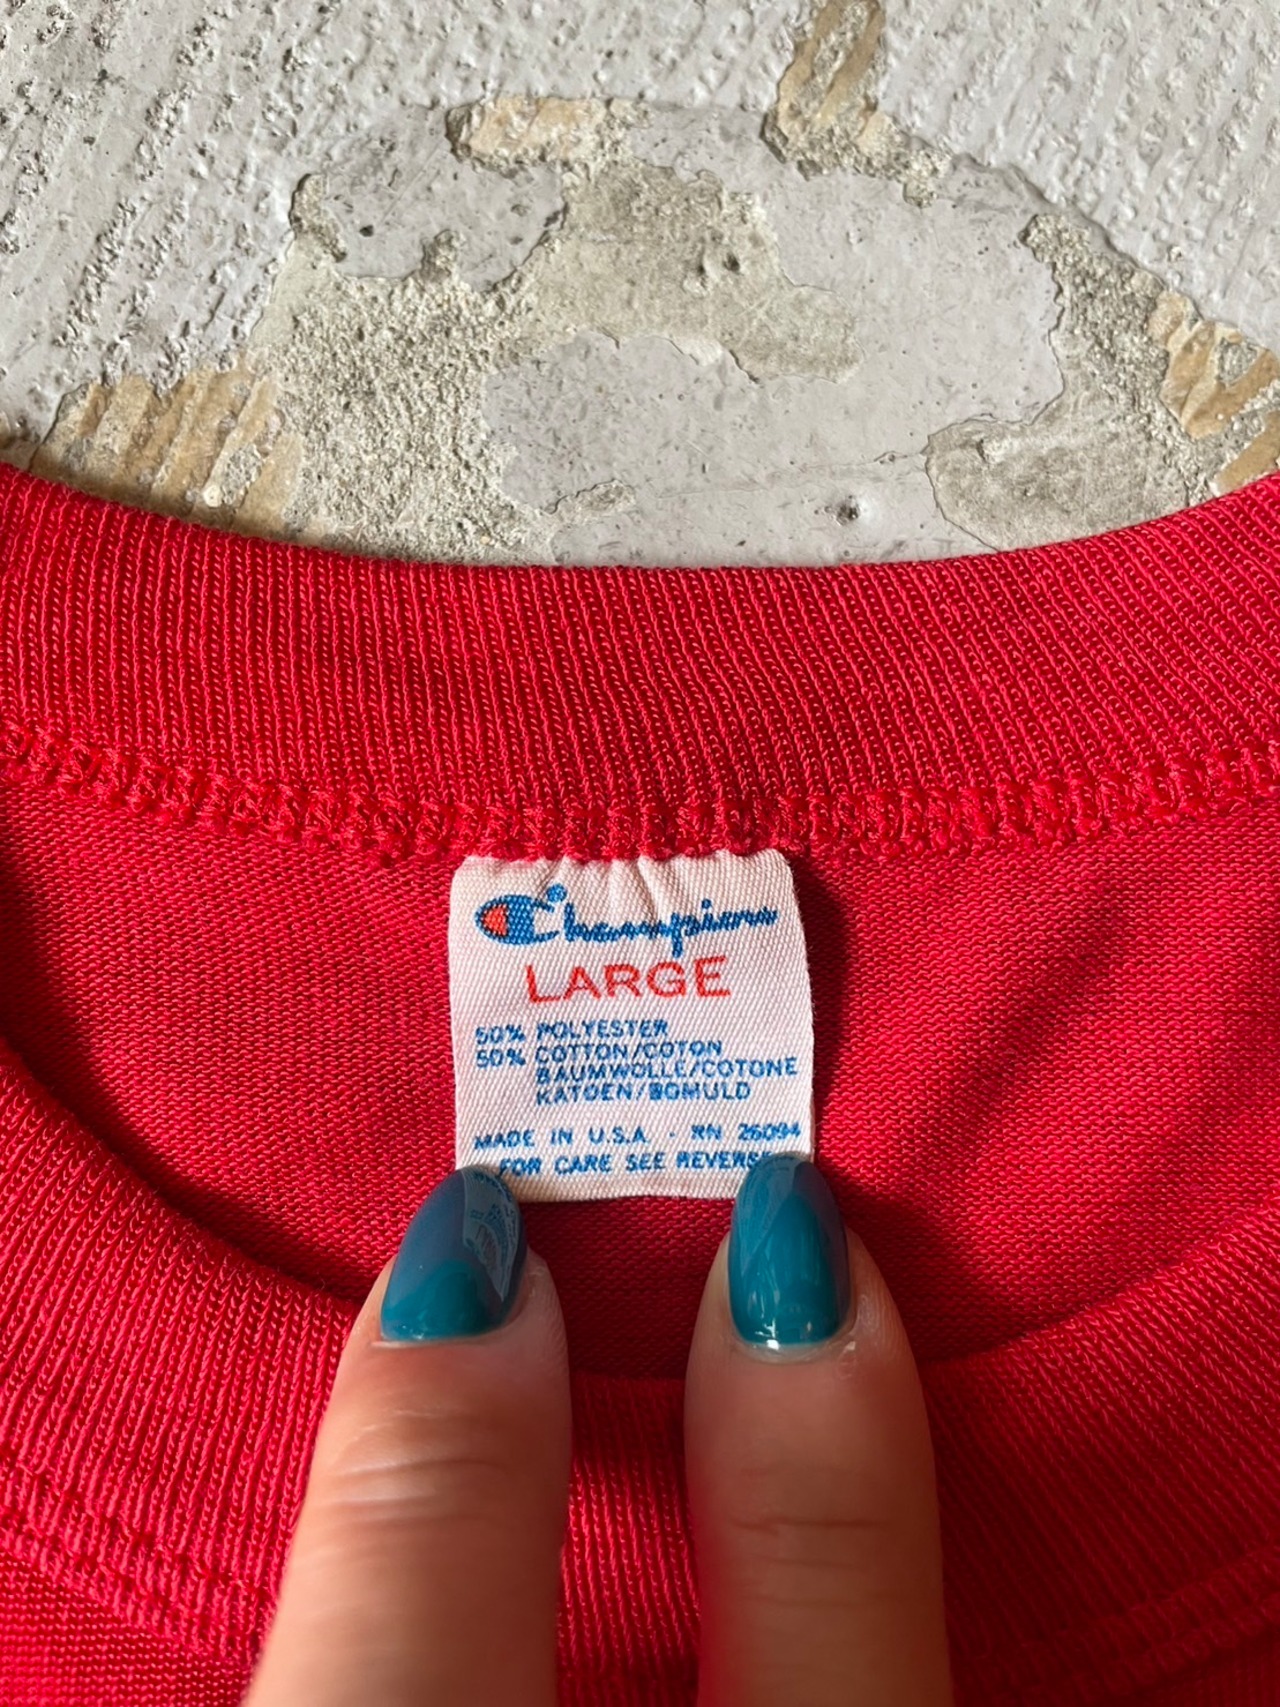 Champion
LARGE
50% POLYESTER
50% COTTON/COTON
BAUMWOLLE/COTONE
KATOEN/BOMULD
MADE IN U.S.A. - RN 26094
FOR CARE SEE REVERSE